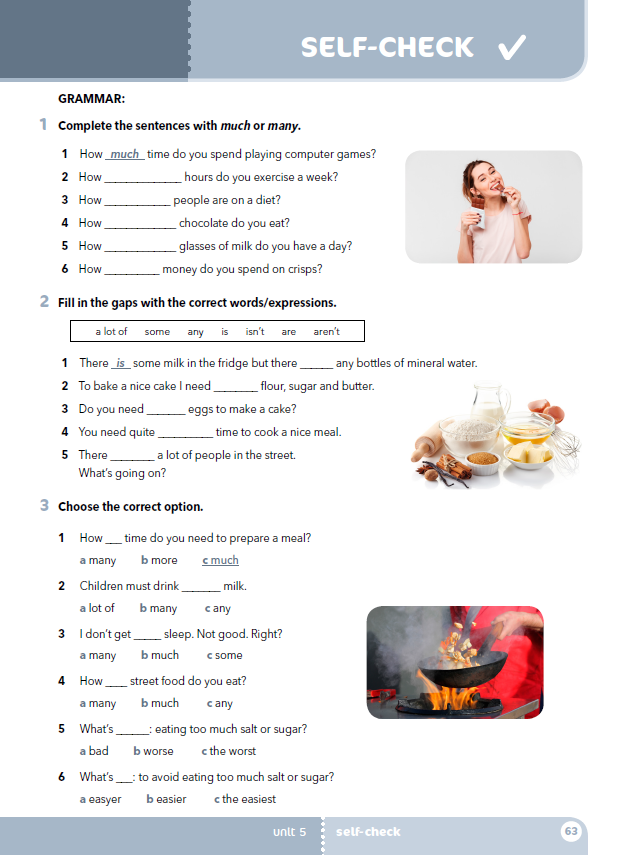 SELF-CHECK ✓
GRAMMAR:
1 Complete the sentences with much or many.
1 How _much_ time do you spend playing computer games?
2 How ____________ hours do you exercise a week?
3 How __________ people are on a diet?
4 How ___________ chocolate do you eat?
5 How ___________ glasses of milk do you have a day?
6 How ________ money do you spend on crisps?
2 Fill in the gaps with the correct words/expressions.
a lot of some any is isn't are aren't
1 There _is_ some milk in the fridge but there _____ any bottles of mineral water.
2 To bake a nice cake I need _______ flour, sugar and butter.
3 Do you need ______ eggs to make a cake?
4 You need quite ________ time to cook a nice meal.
5 There _______ a lot of people in the street.
What's going on?
3 Choose the correct option.
1 How ___ time do you need to prepare a meal?
a many b more c much
2 Children must drink ______ milk.
a lot of b many c any
3 I don't get ____ sleep. Not good. Right?
a many b much c some
4 How ___ street food do you eat?
a many b much c any
5 What's _____: eating too much salt or sugar?
a bad b worse c the worst
6 What's __: to avoid eating too much salt or sugar?
a easyer b easier c the easiest
unit 5 self-check 63